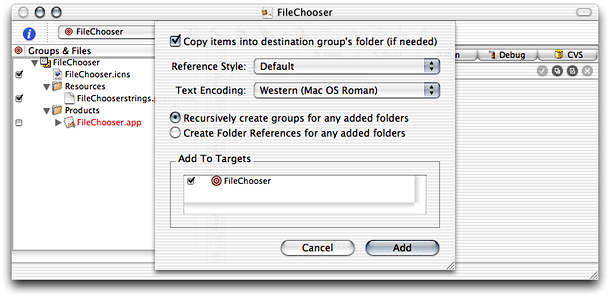 FileChooser
FileChooser
Groups & Files
FileChooser
FileChooser.icns
Resources
FileChooserstrings.
Products
FileChooser.app
Copy items into destination group's folder (if needed)
Reference Style: Default
Text Encoding: Western (Mac OS Roman)
Recursively create groups for any added folders
Create Folder References for any added folders
Add To Targets
FileChooser
Cancel Add
Debug CVS